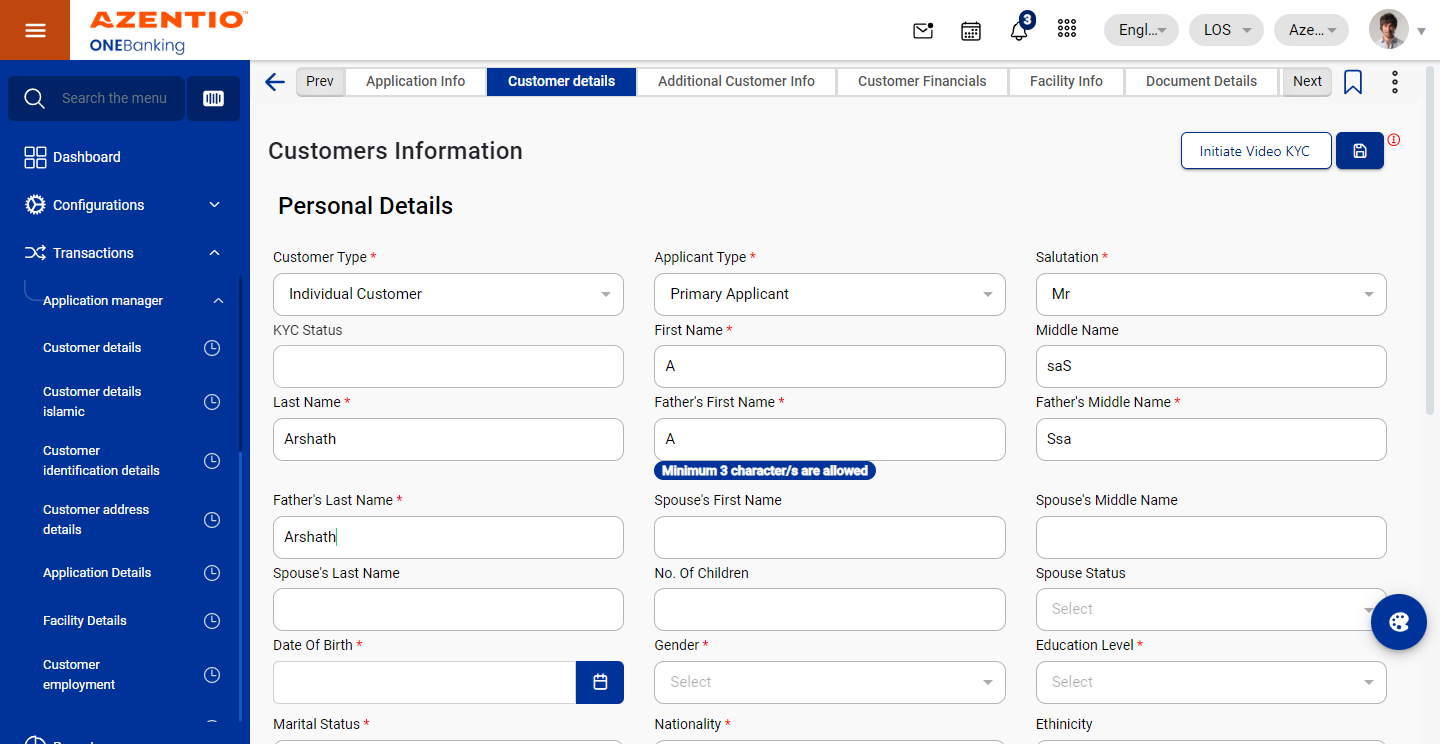 AZENTIO™
ONEBanking
3
Engl...
LOS
Aze...
Search the menu
Dashboard
Configurations
Transactions
Application manager
Customer details
Customer details
islamic
Customer
identification details
Customer address
details
Application Details
Facility Details
Customer
employment
Prev
Application Info
Customer details
Additional Customer Info
Customer Financials
Facility Info
Document Details
Next
Customers Information
Initiate Video KYC
Personal Details
Customer Type *
Applicant Type *
Salutation *
Individual Customer
Primary Applicant
Mr
KYC Status
First Name *
Middle Name
A
saS
Last Name *
Father's First Name *
Father's Middle Name *
Arshath
A
Ssa
Minimum 3 character/s are allowed
Father's Last Name *
Spouse's First Name
Spouse's Middle Name
Arshath
Spouse's Last Name
No. Of Children
Spouse Status
Select
Date Of Birth *
Gender *
Education Level *
Select
Select
Marital Status *
Nationality *
Ethinicity